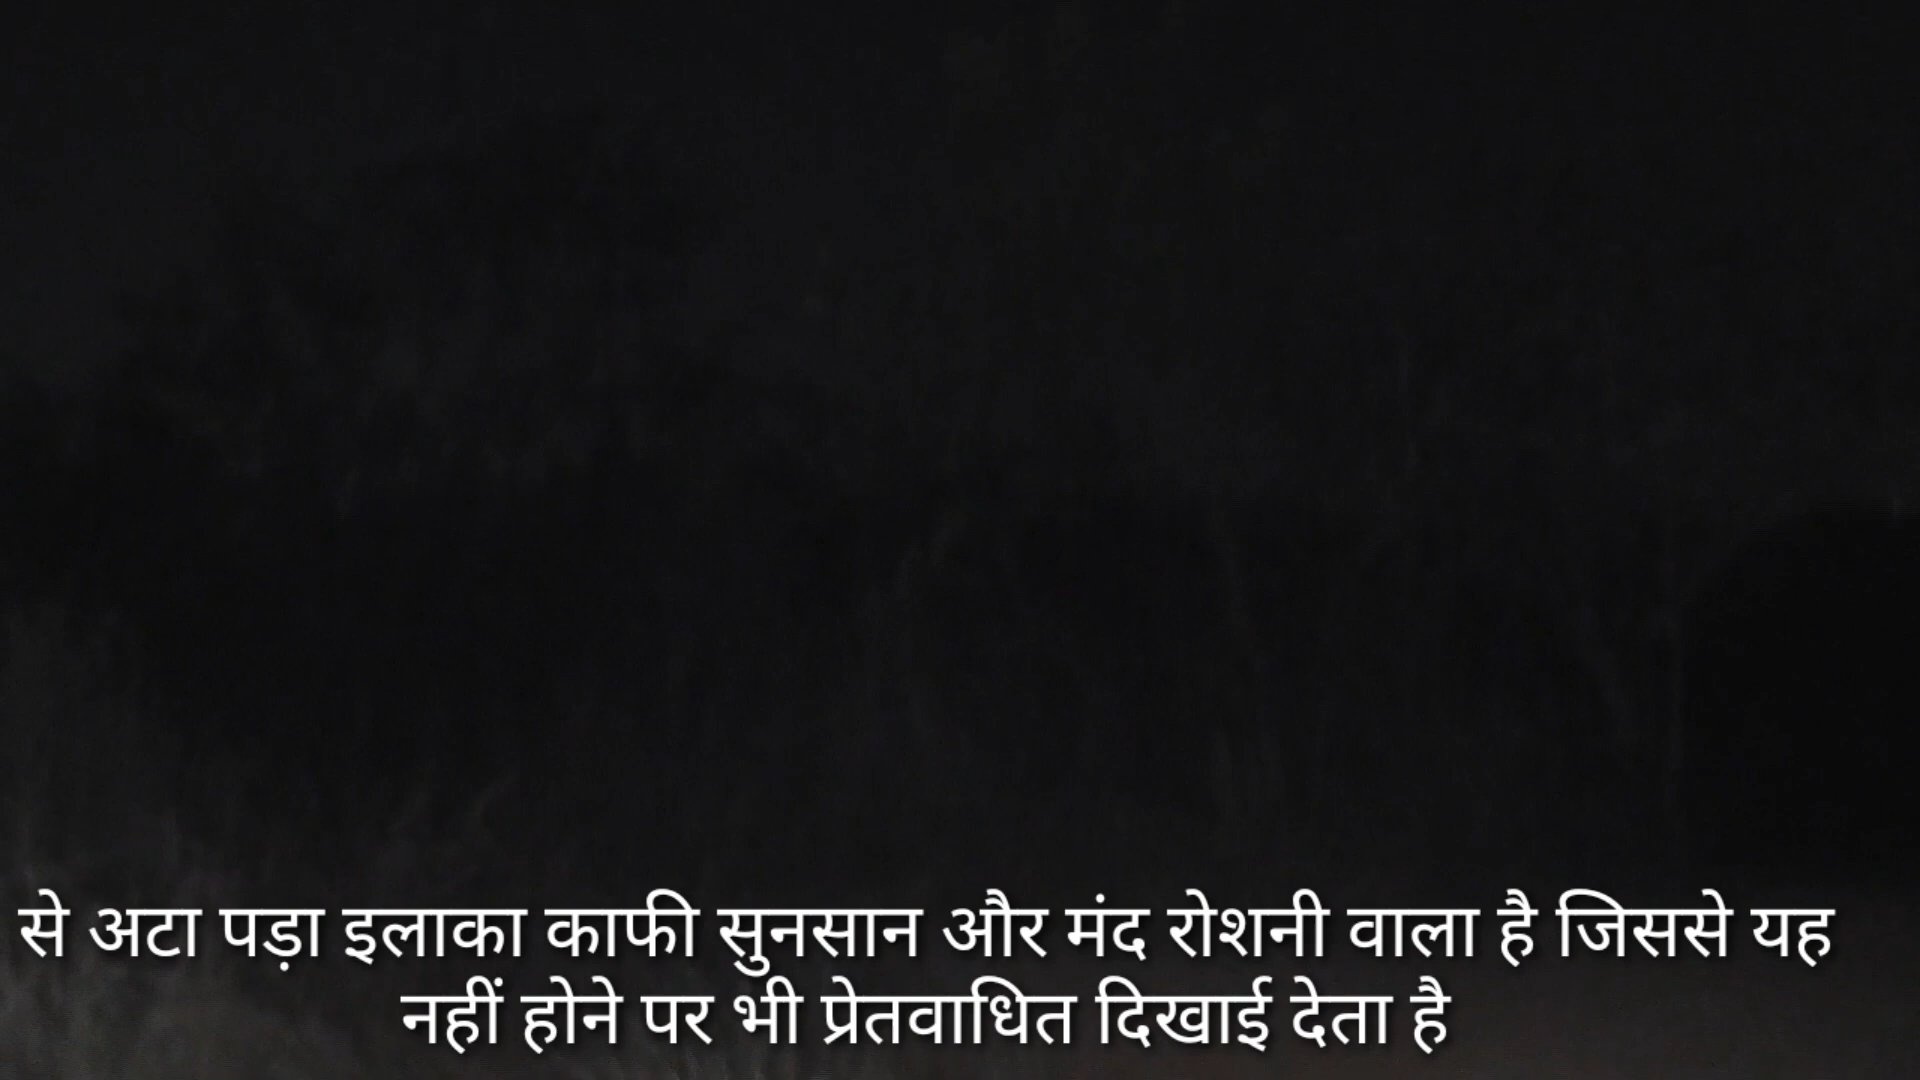 से अटा पड़ा इलाका काफी सुनसान और मंद रोशनी वाला है जिससे यह
नहीं होने पर भी प्रेतवाधित दिखाई देता है